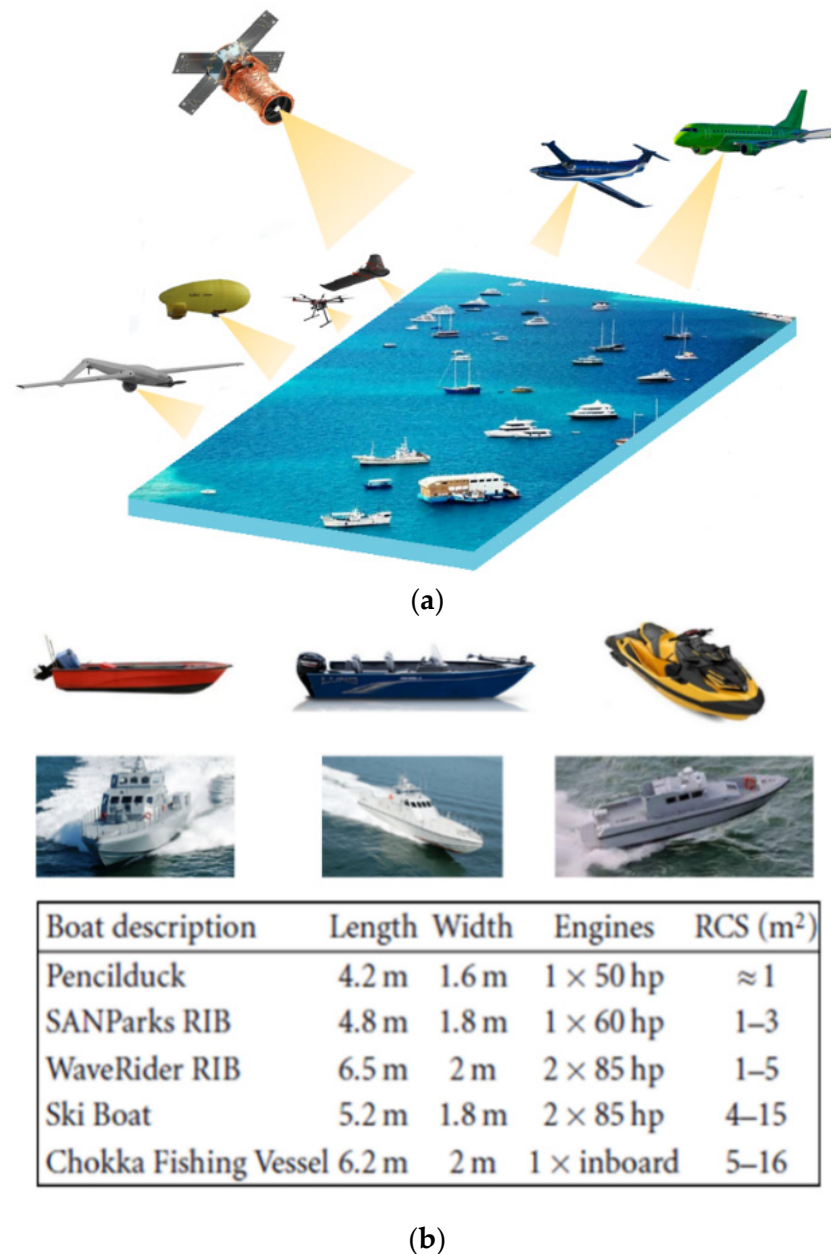 (a)
Boat description Length Width Engines RCS (m²)
Pencilduck 4.2 m 1.6 m 1 × 50 hp ≈ 1
SANParks RIB 4.8 m 1.8 m 1 × 60 hp 1–3
WaveRider RIB 6.5 m 2 m 2 × 85 hp 1–5
Ski Boat 5.2 m 1.8 m 2 × 85 hp 4–15
Chokka Fishing Vessel 6.2 m 2 m 1 × inboard 5–16
(b)